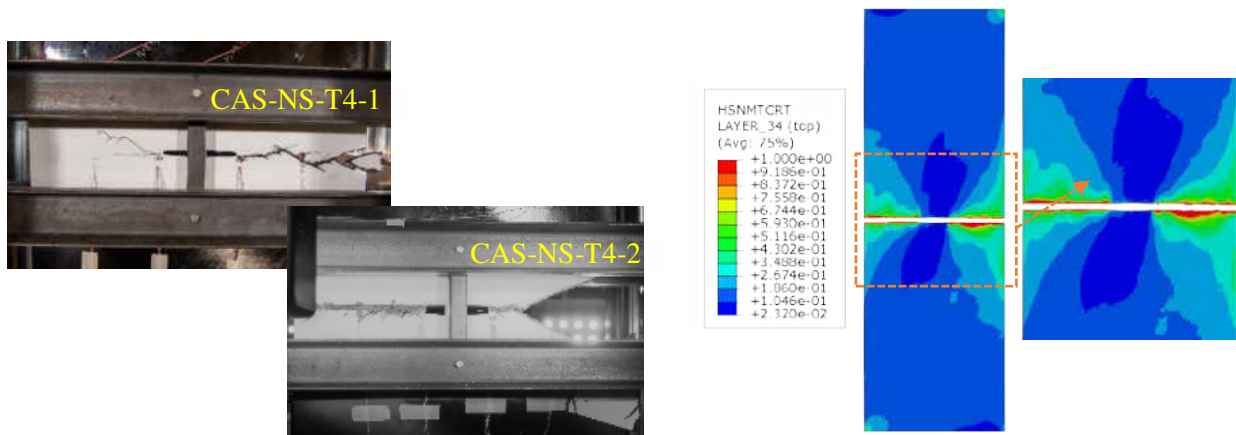 CAS-NS-T4-1
CAS-NS-T4-2
HSNMTCRT
LAYER_34 (top)
(Avg: 75%)
+1.000e+00
+9.186e-01
+8.372e-01
+7.558e-01
+6.744e-01
+5.930e-01
+5.116e-01
+4.302e-01
+3.488e-01
+2.674e-01
+1.860e-01
+1.046e-01
+2.320e-02